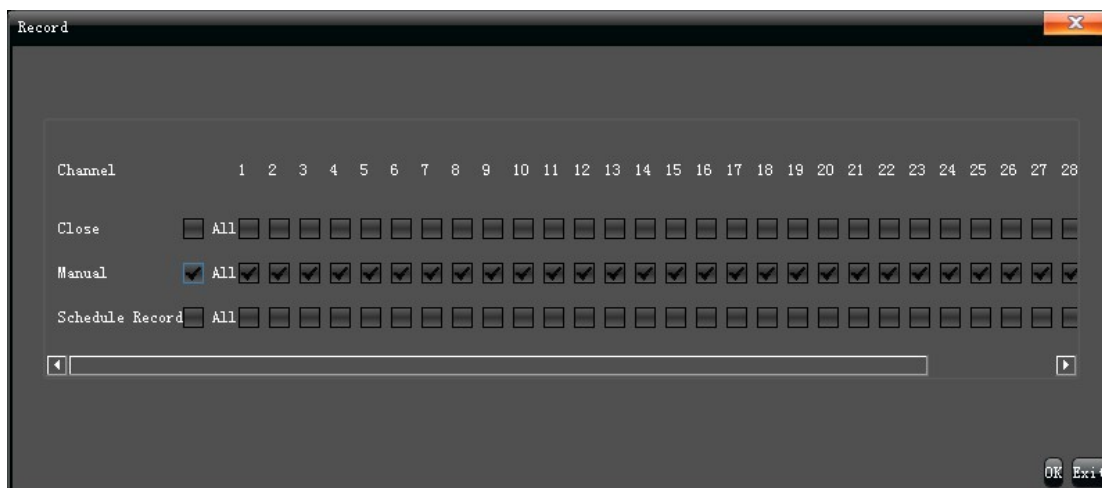 Record
Channel 1 2 3 4 5 6 7 8 9 10 11 12 13 14 15 16 17 18 19 20 21 22 23 24 25 26 27 28
Close All
Manual All
Schedule Record All
OK Exit